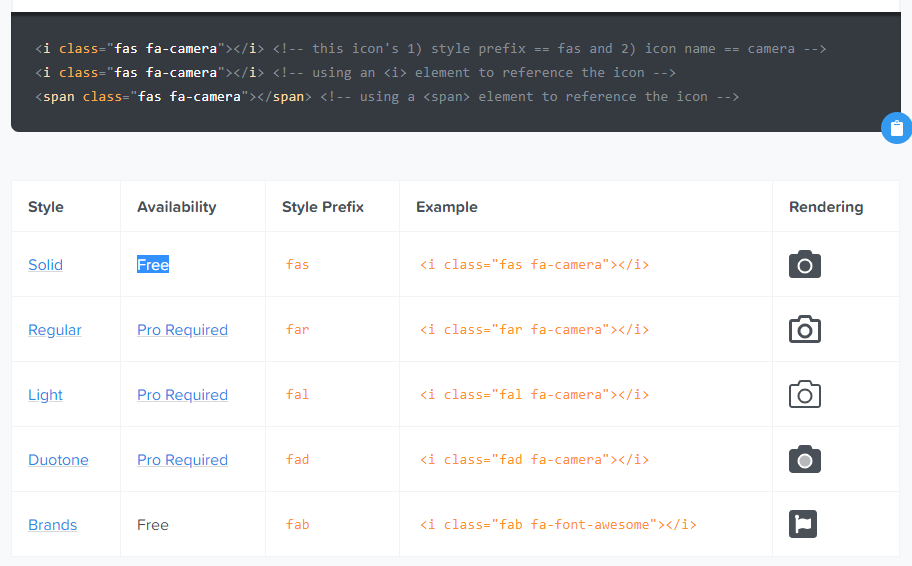 <i class="fas fa-camera"></i> <!-- this icon's 1) style prefix == fas and 2) icon name == camera -->
<i class="fas fa-camera"></i> <!-- using an <i> element to reference the icon -->
<span class="fas fa-camera"></span> <!-- using a <span> element to reference the icon -->
Style Availability Style Prefix Example Rendering
Solid Free fas <i class="fas fa-camera"></i>
Regular Pro Required far <i class="far fa-camera"></i>
Light Pro Required fal <i class="fal fa-camera"></i>
Duotone Pro Required fad <i class="fad fa-camera"></i>
Brands Free fab <i class="fab fa-font-awesome"></i>